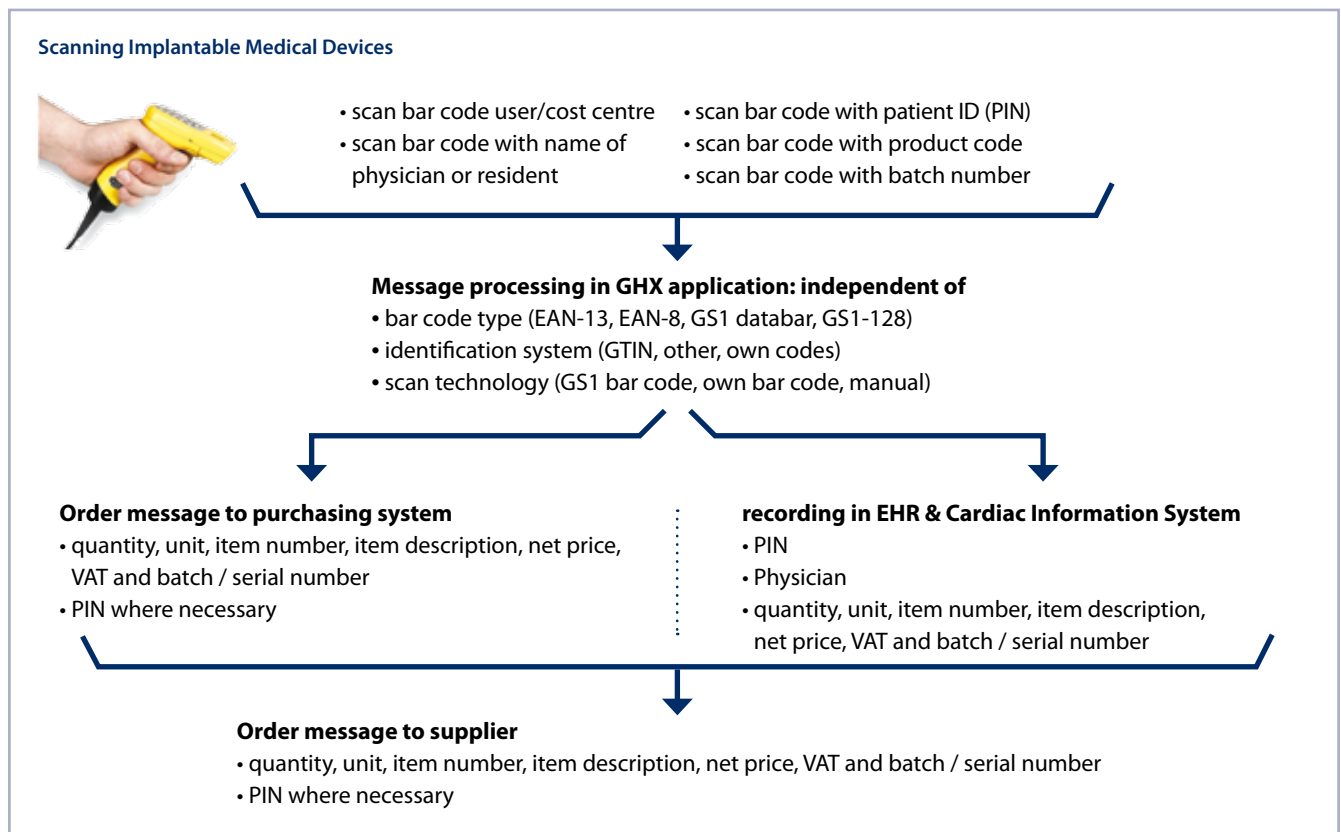 Scanning Implantable Medical Devices
• scan bar code user/cost centre
• scan bar code with name of
physician or resident
• scan bar code with patient ID (PIN)
• scan bar code with product code
• scan bar code with batch number
Message processing in GHX application: independent of
• bar code type (EAN-13, EAN-8, GS1 databar, GS1-128)
• identification system (GTIN, other, own codes)
• scan technology (GS1 bar code, own bar code, manual)
Order message to purchasing system
• quantity, unit, item number, item description, net price,
VAT and batch / serial number
• PIN where necessary
recording in EHR & Cardiac Information System
• PIN
• Physician
• quantity, unit, item number, item description,
net price, VAT and batch / serial number
Order message to supplier
• quantity, unit, item number, item description, net price, VAT and batch / serial number
• PIN where necessary